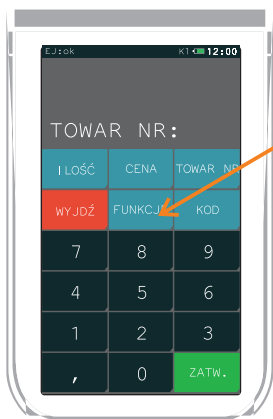 EJ:ok K1 12:00
TOWAR NR:
ILOŚĆ CENA TOWAR NR
WYJDŹ FUNKCJE KOD
7 8 9
4 5 6
1 2 3
, 0 ZATW.